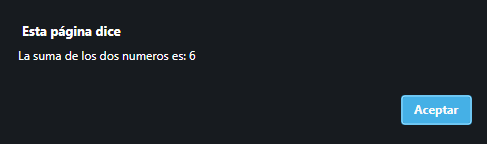 Esta página dice
La suma de los dos numeros es: 6
Aceptar